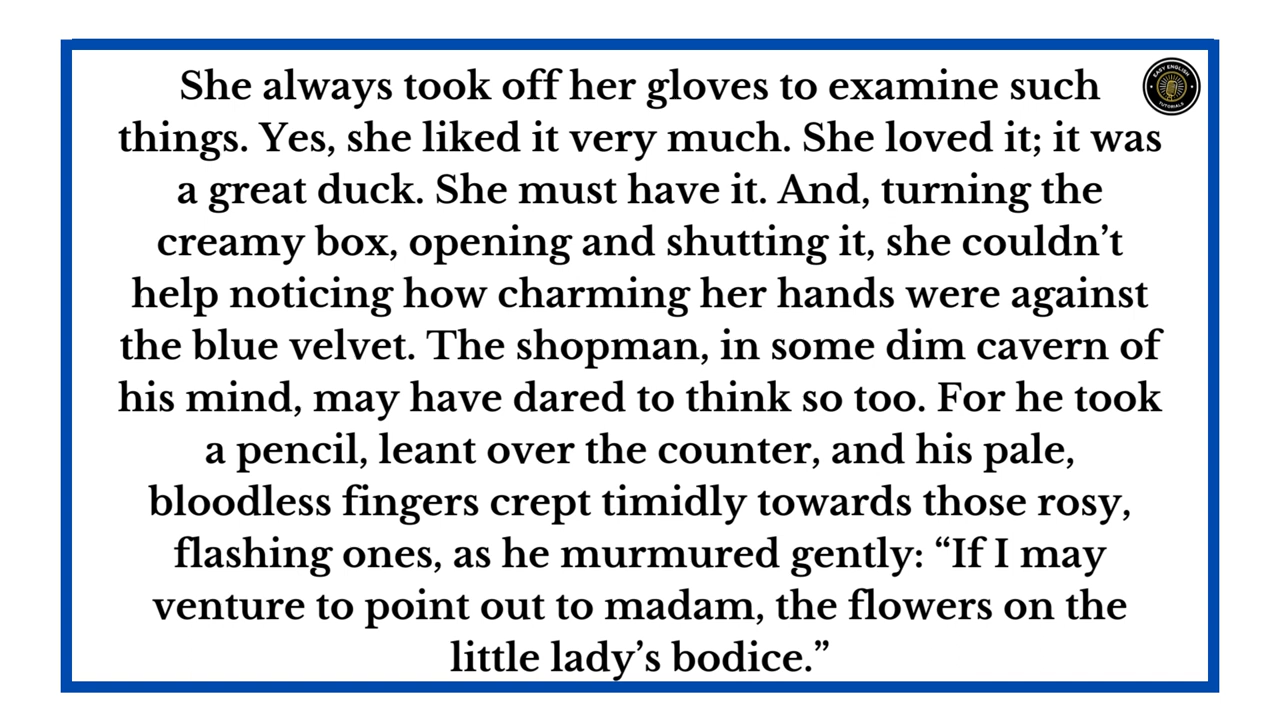 She always took off her gloves to examine such
things. Yes, she liked it very much. She loved it; it was
a great duck. She must have it. And, turning the
creamy box, opening and shutting it, she couldn’t
help noticing how charming her hands were against
the blue velvet. The shopman, in some dim cavern of
his mind, may have dared to think so too. For he took
a pencil, leant over the counter, and his pale,
bloodless fingers crept timidly towards those rosy,
flashing ones, as he murmured gently: “If I may
venture to point out to madam, the flowers on the
little lady’s bodice.”
EASY ENGLISH
TUTORIALS